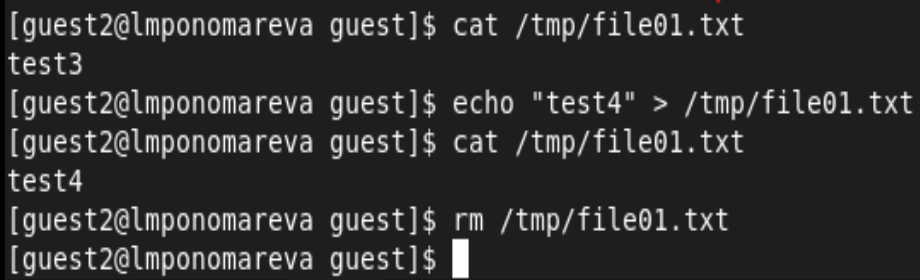 [guest2@lmponomareva guest]$ cat /tmp/file01.txt
test3
[guest2@lmponomareva guest]$ echo "test4" > /tmp/file01.txt
[guest2@lmponomareva guest]$ cat /tmp/file01.txt
test4
[guest2@lmponomareva guest]$ rm /tmp/file01.txt
[guest2@lmponomareva guest]$